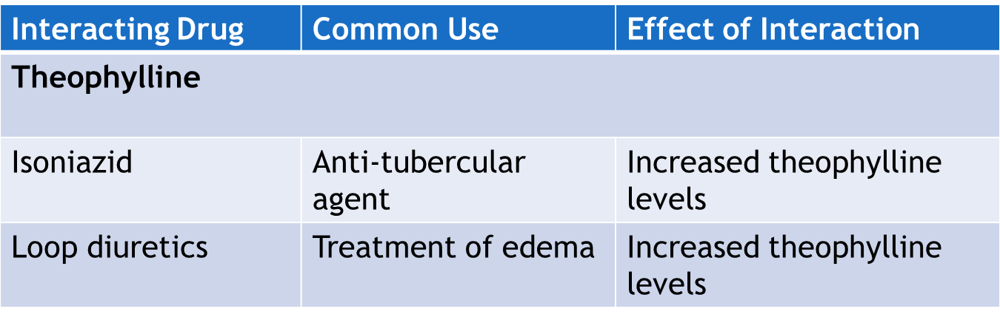 Interacting Drug Common Use Effect of Interaction
Theophylline
Isoniazid Anti-tubercular Increased theophylline
agent levels
Loop diuretics Treatment of edema Increased theophylline
levels